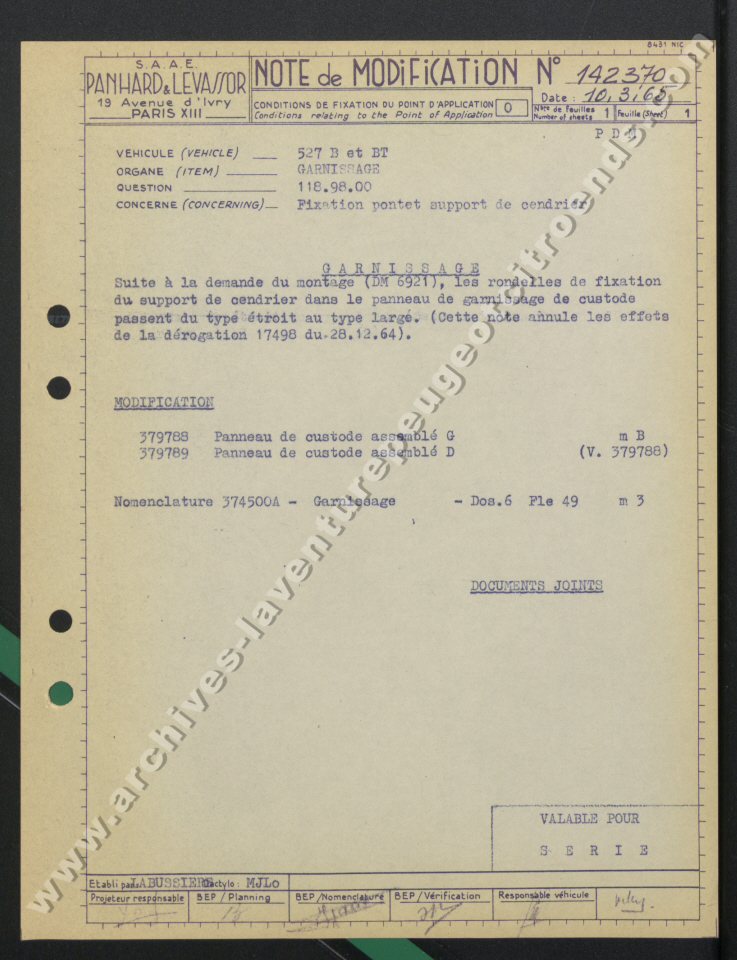 8431 NIC
S.A.A.E.
PANHARD & LEVASSOR
19 Avenue d'Ivry
PARIS XIII
NOTE de MODIFICATION N° 142370
CONDITIONS DE FIXATION DU POINT D'APPLICATION
Conditions relating to the Point of Application
0
Date : 10.3.65
Nbre de feuilles
Number of sheets
1
Feuille (Sheet) 1
P D M
VEHICULE (VEHICLE) 527 B et BT
ORGANE (ITEM) GARNISSAGE
QUESTION 118.98.00
CONCERNE (CONCERNING) Fixation pontet support de cendrier
G A R N I S S A G E
Suite à la demande du montage (DM 6921), les rondelles de fixation
du support de cendrier dans le panneau de garnissage de custode
passent du type étroit au type large. (Cette note annule les effets
de la dérogation 17498 du 28.12.64).
MODIFICATION
379788 Panneau de custode assemblé G m B
379789 Panneau de custode assemblé D (V. 379788)
Nomenclature 374500A - Garnissage - Dos.6 Fle 49 m 3
DOCUMENTS JOINTS
VALABLE POUR
S E R I E
Etabli par: LABUSSIERE Dactylo : MJLo
Projeteur responsable
BEP / Planning
BEP / Nomenclature
BEP / Vérification
Responsable véhicule
www.archives-laventurepeugeotcitroends.com